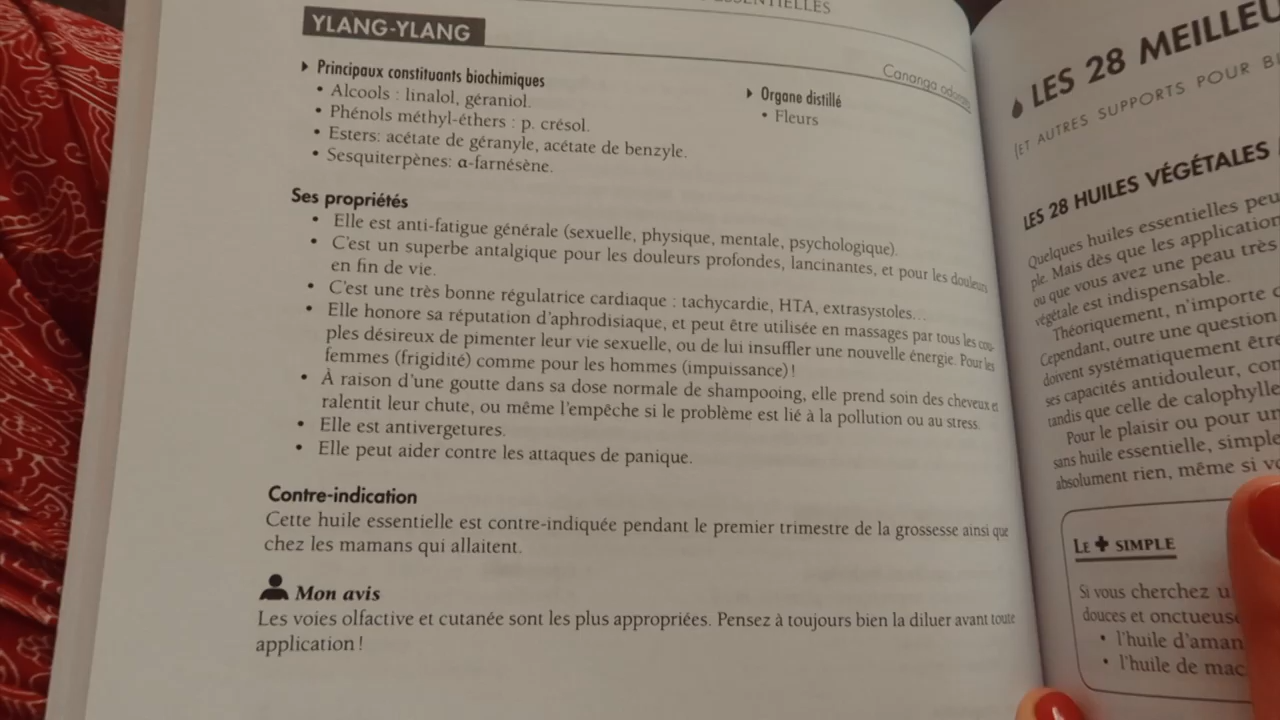 ESSENTIELLES
YLANG-YLANG
Cananga odorata
Principaux constituants biochimiques
• Alcools : linalol, géraniol.
• Phénols méthyl-éthers : p. crésol.
• Esters: acétate de géranyle, acétate de benzyle.
• Sesquiterpènes: α-farnésène.
Organe distillé
• Fleurs
Ses propriétés
• Elle est anti-fatigue générale (sexuelle, physique, mentale, psychologique).
• C'est un superbe antalgique pour les douleurs profondes, lancinantes, et pour les douleurs
en fin de vie.
• C'est une très bonne régulatrice cardiaque : tachycardie, HTA, extrasystoles…
• Elle honore sa réputation d'aphrodisiaque, et peut être utilisée en massages par tous les cou-
ples désireux de pimenter leur vie sexuelle, ou de lui insuffler une nouvelle énergie. Pour les
femmes (frigidité) comme pour les hommes (impuissance) !
• À raison d'une goutte dans sa dose normale de shampooing, elle prend soin des cheveux et
ralentit leur chute, ou même l'empêche si le problème est lié à la pollution ou au stress.
• Elle est antivergetures.
• Elle peut aider contre les attaques de panique.
Contre-indication
Cette huile essentielle est contre-indiquée pendant le premier trimestre de la grossesse ainsi que
chez les mamans qui allaitent.
Mon avis
Les voies olfactive et cutanée sont les plus appropriées. Pensez à toujours bien la diluer avant toute
application !
LES 28 MEILLEU
(ET AUTRES SUPPORTS POUR B
LES 28 HUILES VÉGÉTALES
Quelques huiles essentielles peu
ple. Mais dès que les application
ou que vous avez une peau très
végétale est indispensable.
Théoriquement, n'importe
Cependant, outre une question
doivent systématiquement être
ses capacités antidouleur, con
tandis que celle de calophylle
Pour le plaisir ou pour un
sans huile essentielle, simple
absolument rien, même si vo
LE + SIMPLE
Si vous cherchez u
douces et onctueuse
• l'huile d'aman
• l'huile de mac